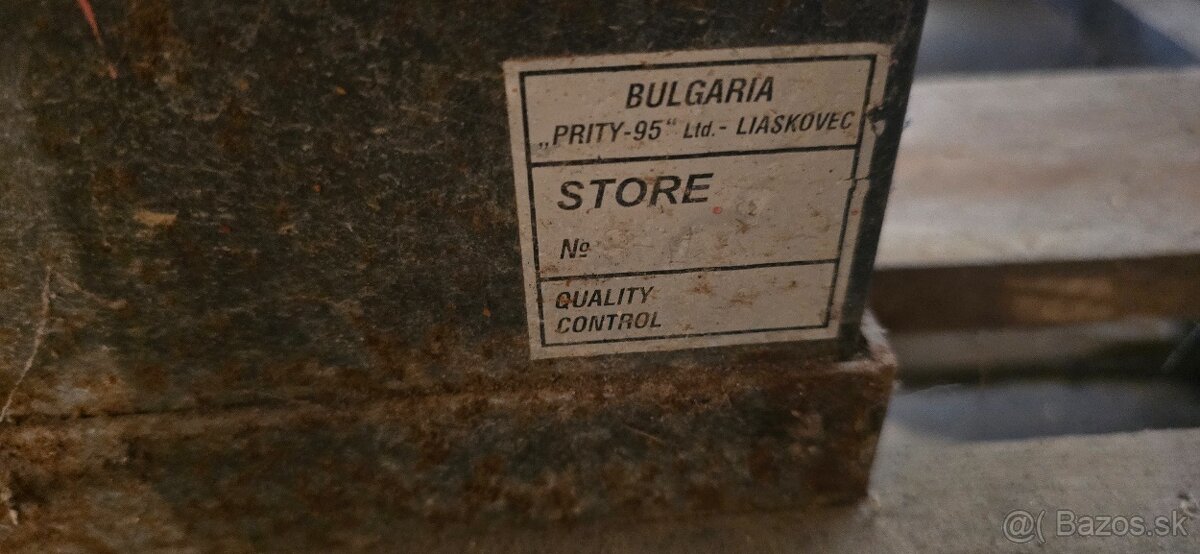 BULGARIA
„PRITY-95“ Ltd.- LIASKOVEC
STORE
№
QUALITY
CONTROL
@( Bazos.sk